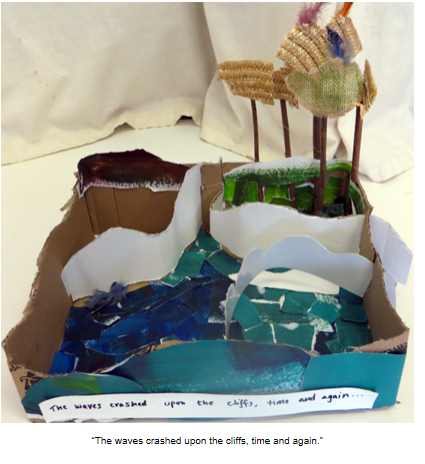 The waves crashed upon the cliffs, time and again...
"The waves crashed upon the cliffs, time and again."